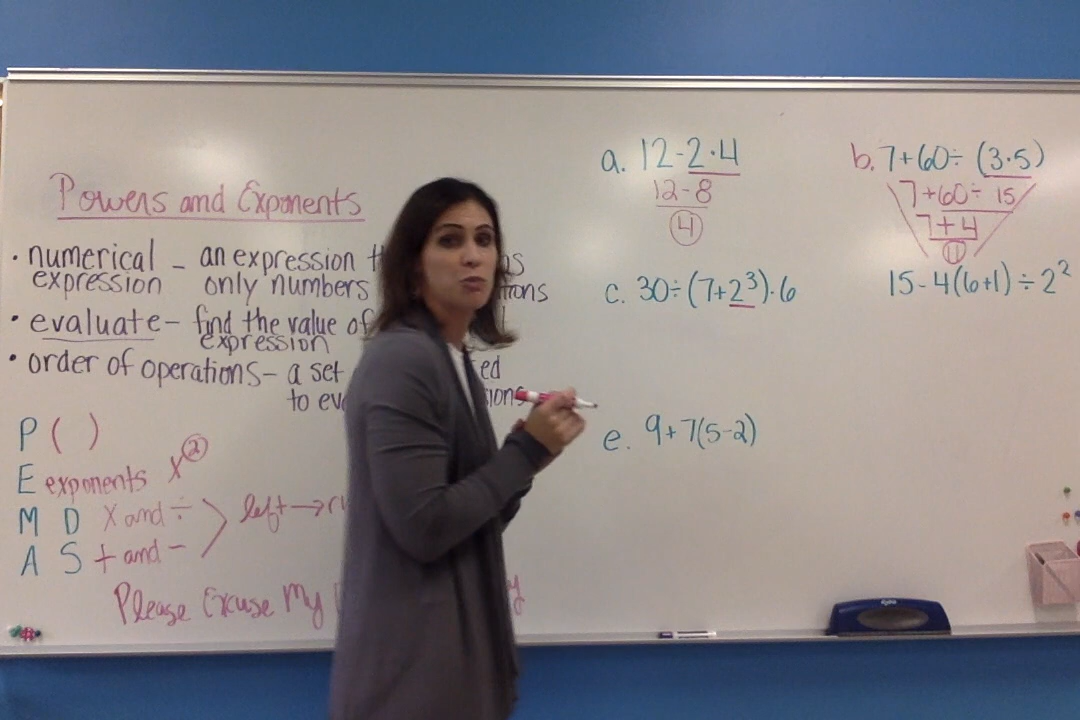 Powers and Exponents
• numerical expression – an expression
only numbers
• evaluate – find the value of
expression
• order of operations – a set
to
P ( )
E exponents x²
M D X and ÷ left →
A S + and -
Please Excuse My
a. 12-2·4
12-8
4
b. 7+60÷ (3·5)
7+60÷ 15
7+4
11
c. 30÷(7+2³)·6
15-4(6+1)÷2²
e. 9+7(5-2)